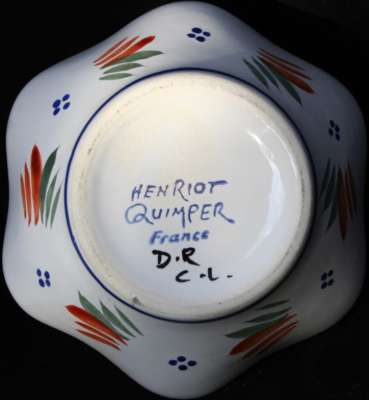 HENRIOT
QUIMPER
France
D.R
C.L.